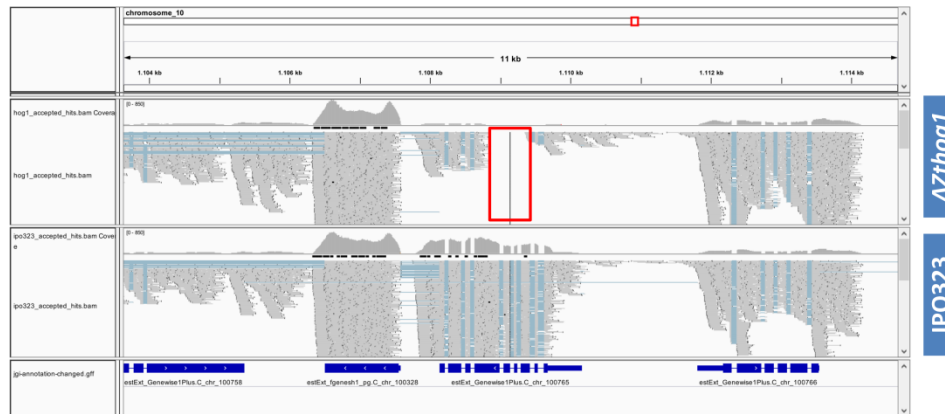 chromosome_10
11 kb
1.104 kb
1.106 kb
1.108 kb
1.110 kb
1.112 kb
1.114 kb
hog1_accepted_hits.bam Covera
[0 - 850]
hog1_accepted_hits.bam
ΔZthog1
ipo323_accepted_hits.bam Cove
e
[0 - 850]
ipo323_accepted_hits.bam
IPO323
jgi-annotation-changed.gff
estExt_Genewise1Plus.C_chr_100758
estExt_fgenesh1_pg.C_chr_100328
estExt_Genewise1Plus.C_chr_100765
estExt_Genewise1Plus.C_chr_100766